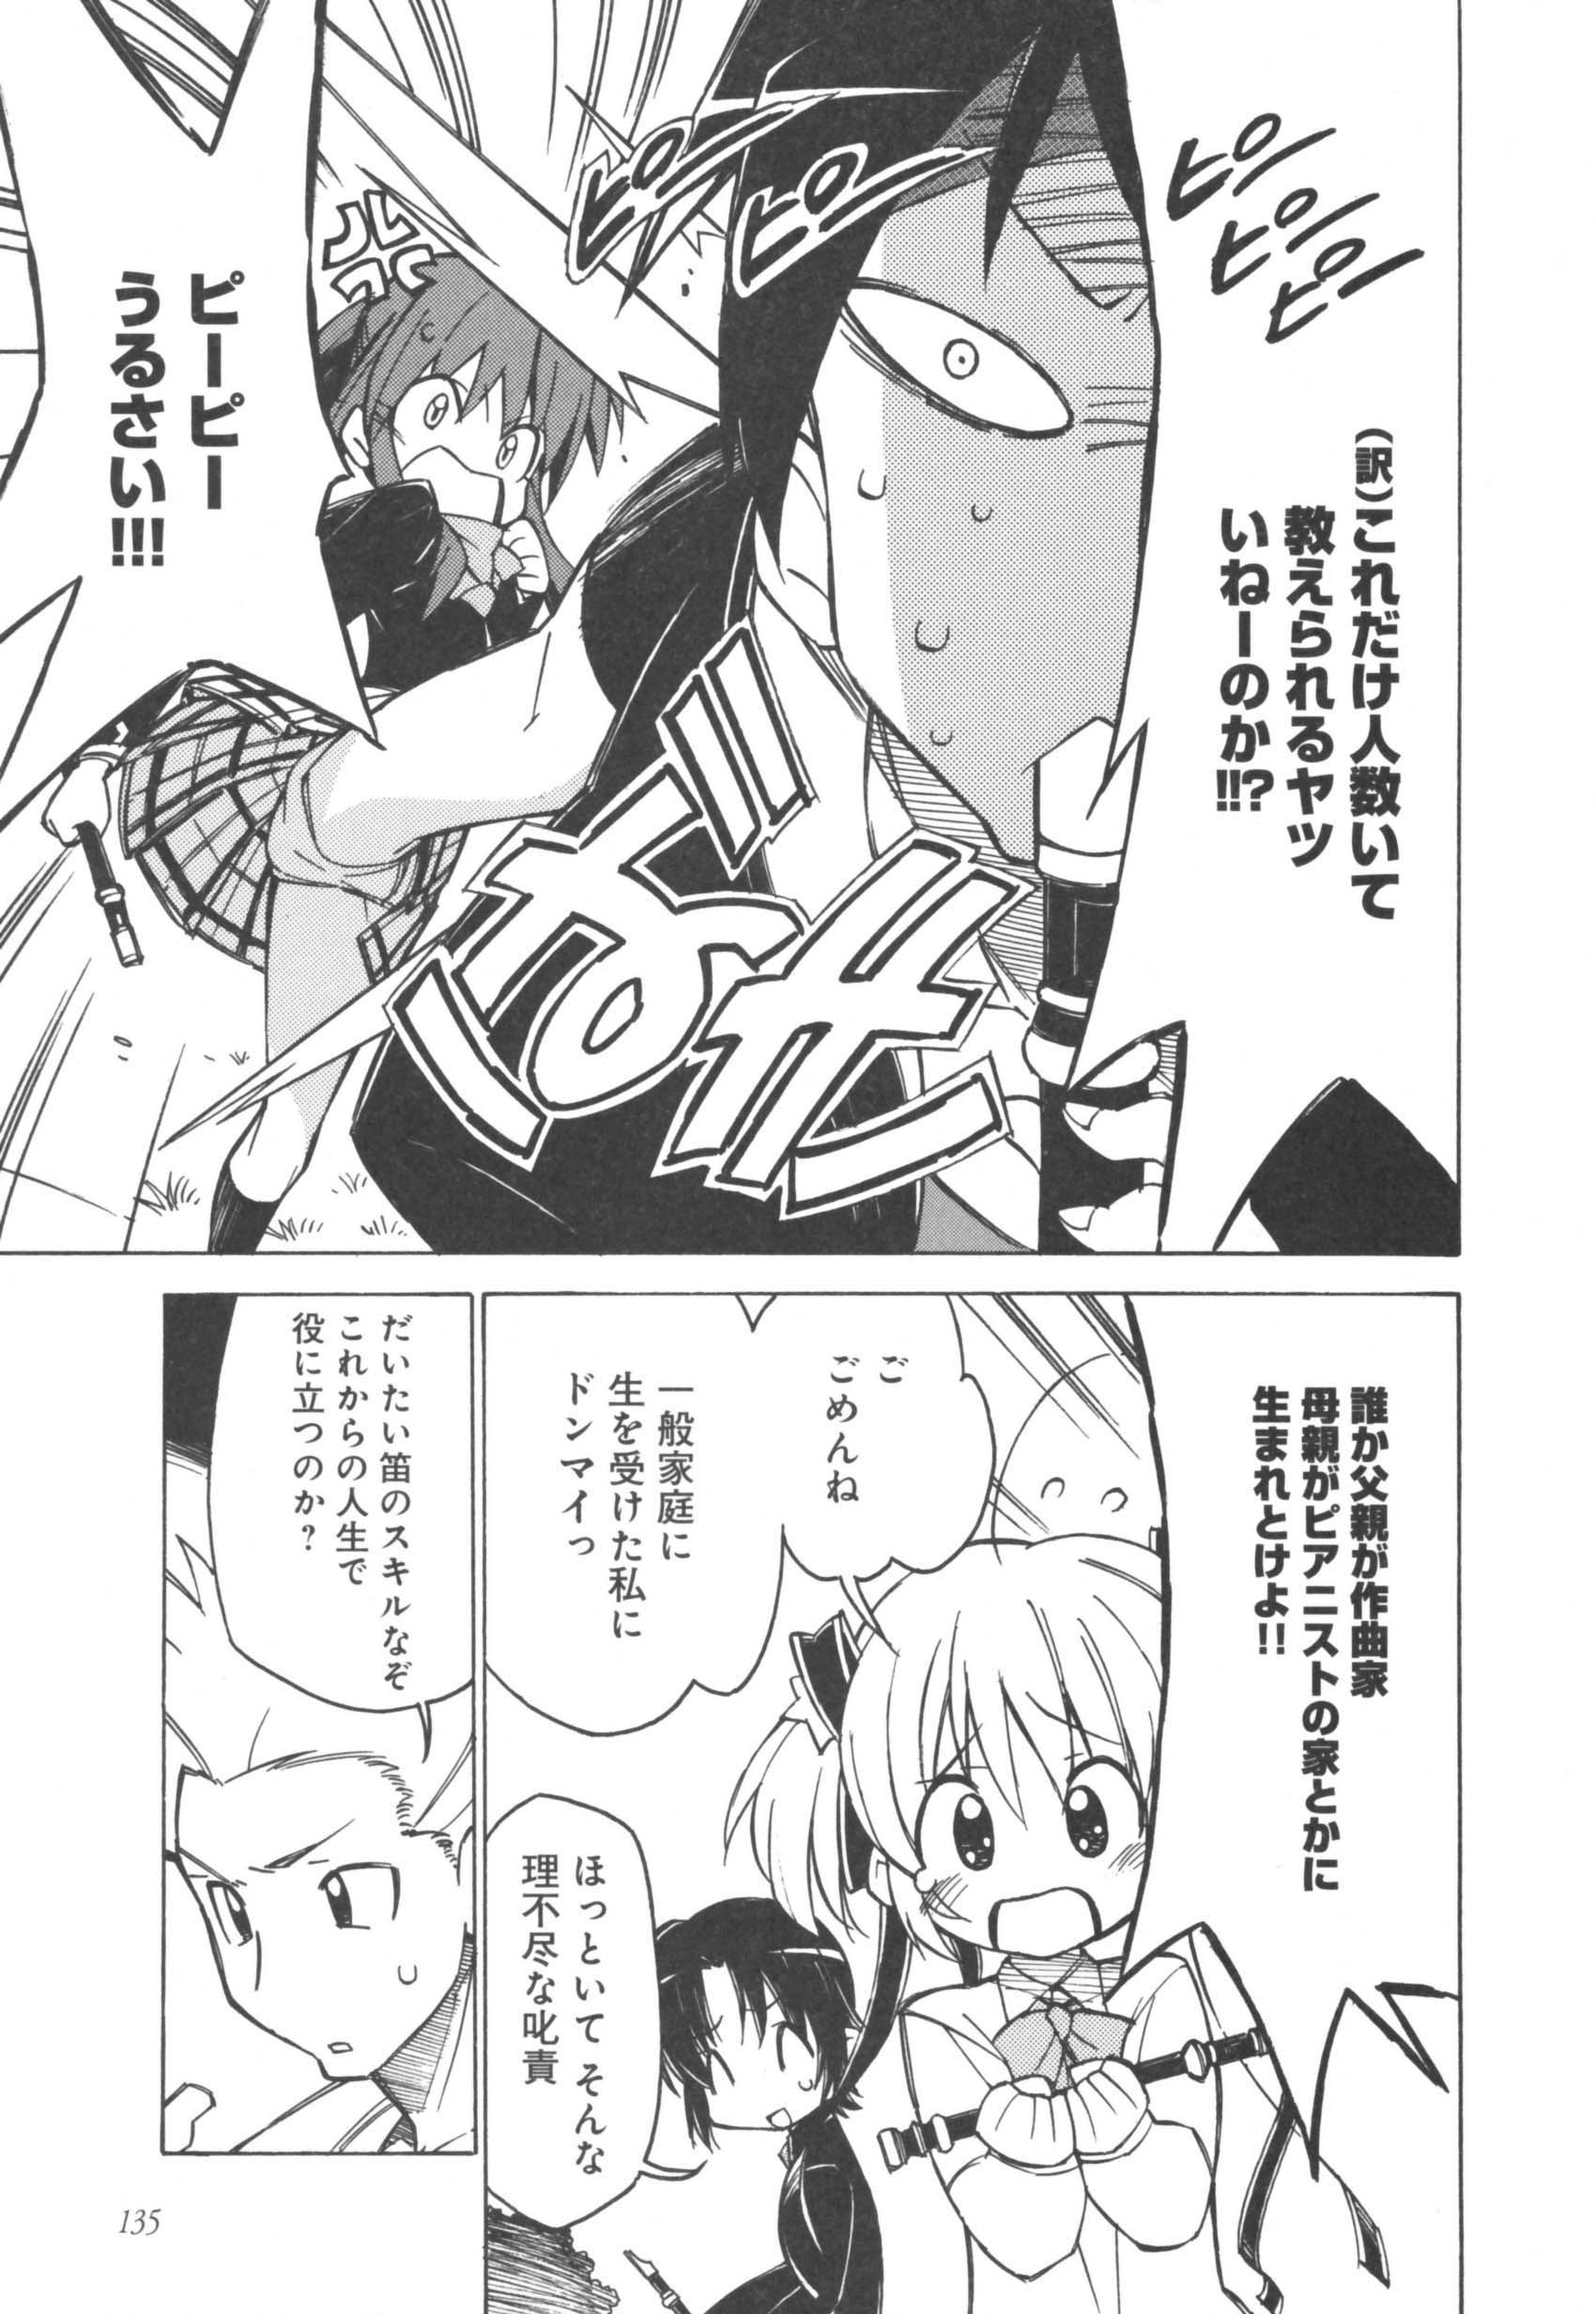 ピピピ
(訳)これだけ人数いて
教えられるヤツ
いねーのか!!?
ピピ
ピーピー
うるさい!!!
誰か父親が作曲家
母親がピアニストの家とかに
生まれとけよ!!
ご
ごめんね
一般家庭に
生を受けた私に
ドンマイっ
ほっといて そんな
理不尽な叱責
だいたい笛のスキルなぞ
これからの人生で
役に立つのか?
135